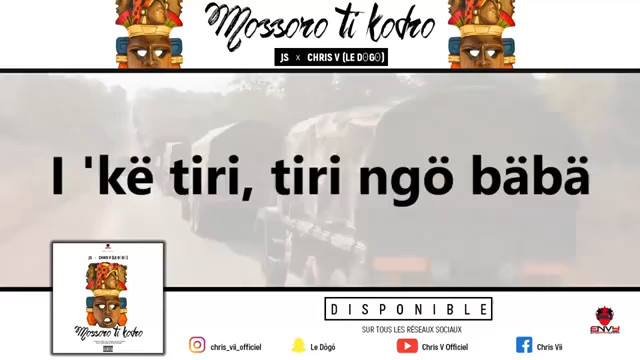 Mossoro ti kodro
JS x CHRIS V (LE DÖGÖ)
I 'kë tiri, tiri ngö bäbä
JS x CHRIS V (LE DÖGÖ)
Mossoro ti kodro
DISPONIBLE
SUR TOUS LES RÉSEAUX SOCIAUX
chris_vii_officiel
Le Dögö
Chris V Officiel
Chris Vii
ENVY